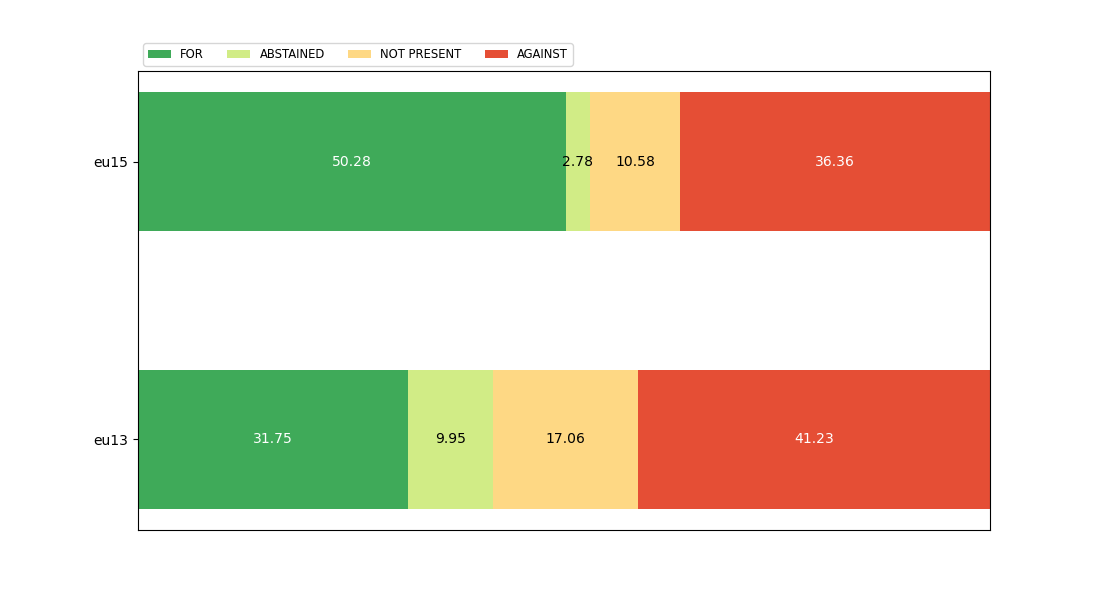 FOR ABSTAINED NOT PRESENT AGAINST
eu15 50.28 2.78 10.58 36.36
eu13 31.75 9.95 17.06 41.23